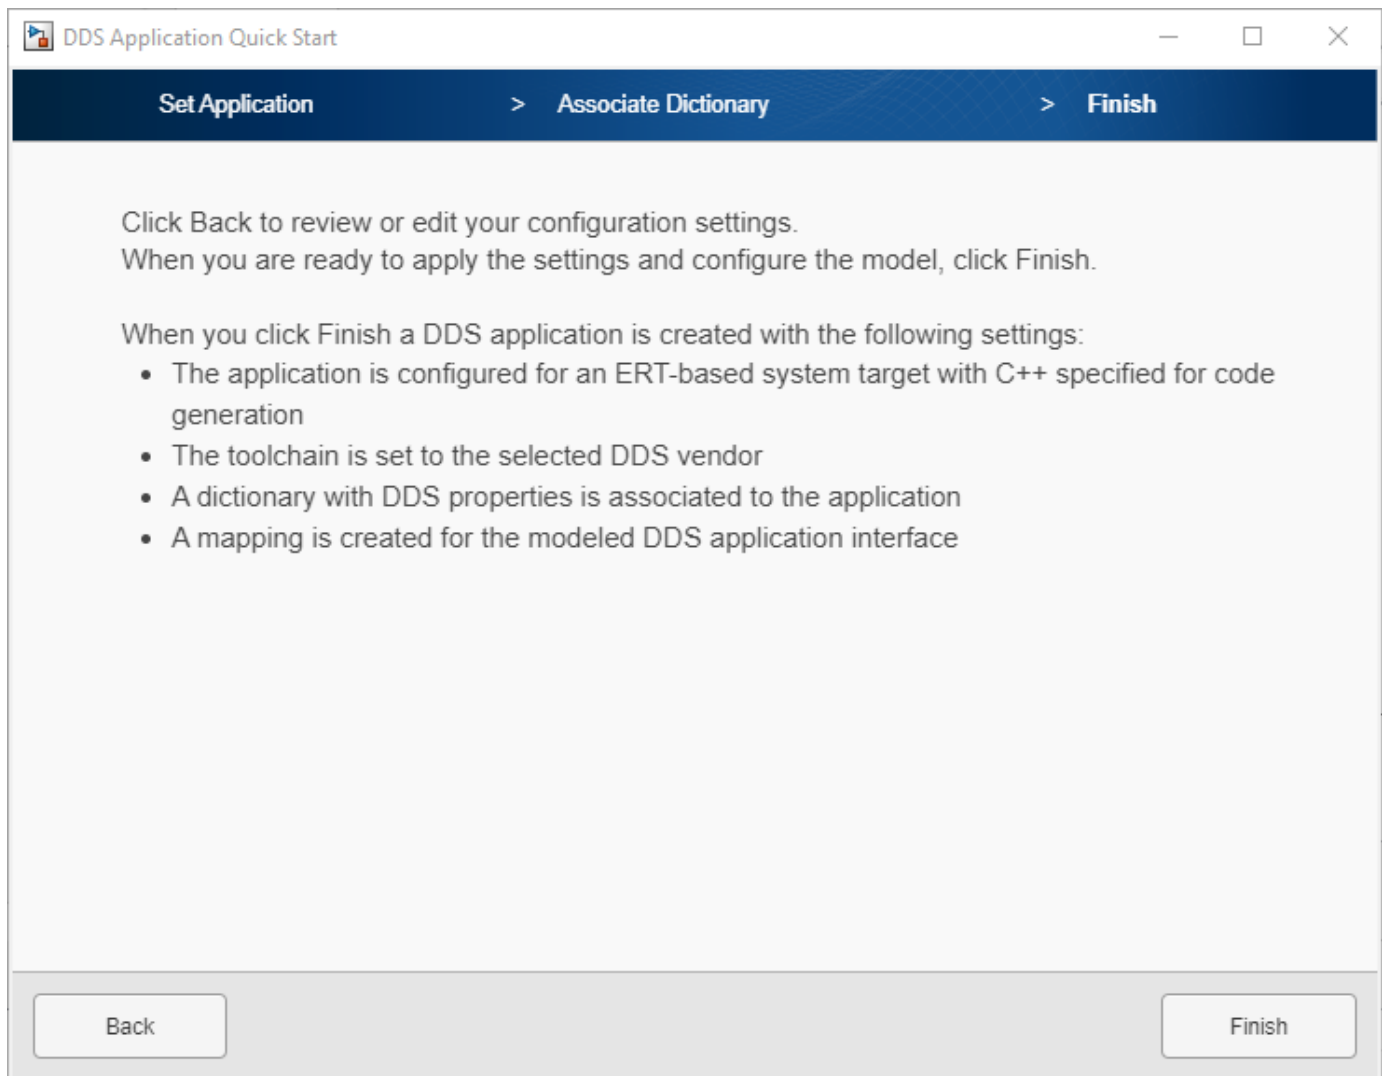 DDS Application Quick Start
Set Application > Associate Dictionary > Finish
Click Back to review or edit your configuration settings.
When you are ready to apply the settings and configure the model, click Finish.
When you click Finish a DDS application is created with the following settings:
• The application is configured for an ERT-based system target with C++ specified for code
generation
• The toolchain is set to the selected DDS vendor
• A dictionary with DDS properties is associated to the application
• A mapping is created for the modeled DDS application interface
Back Finish